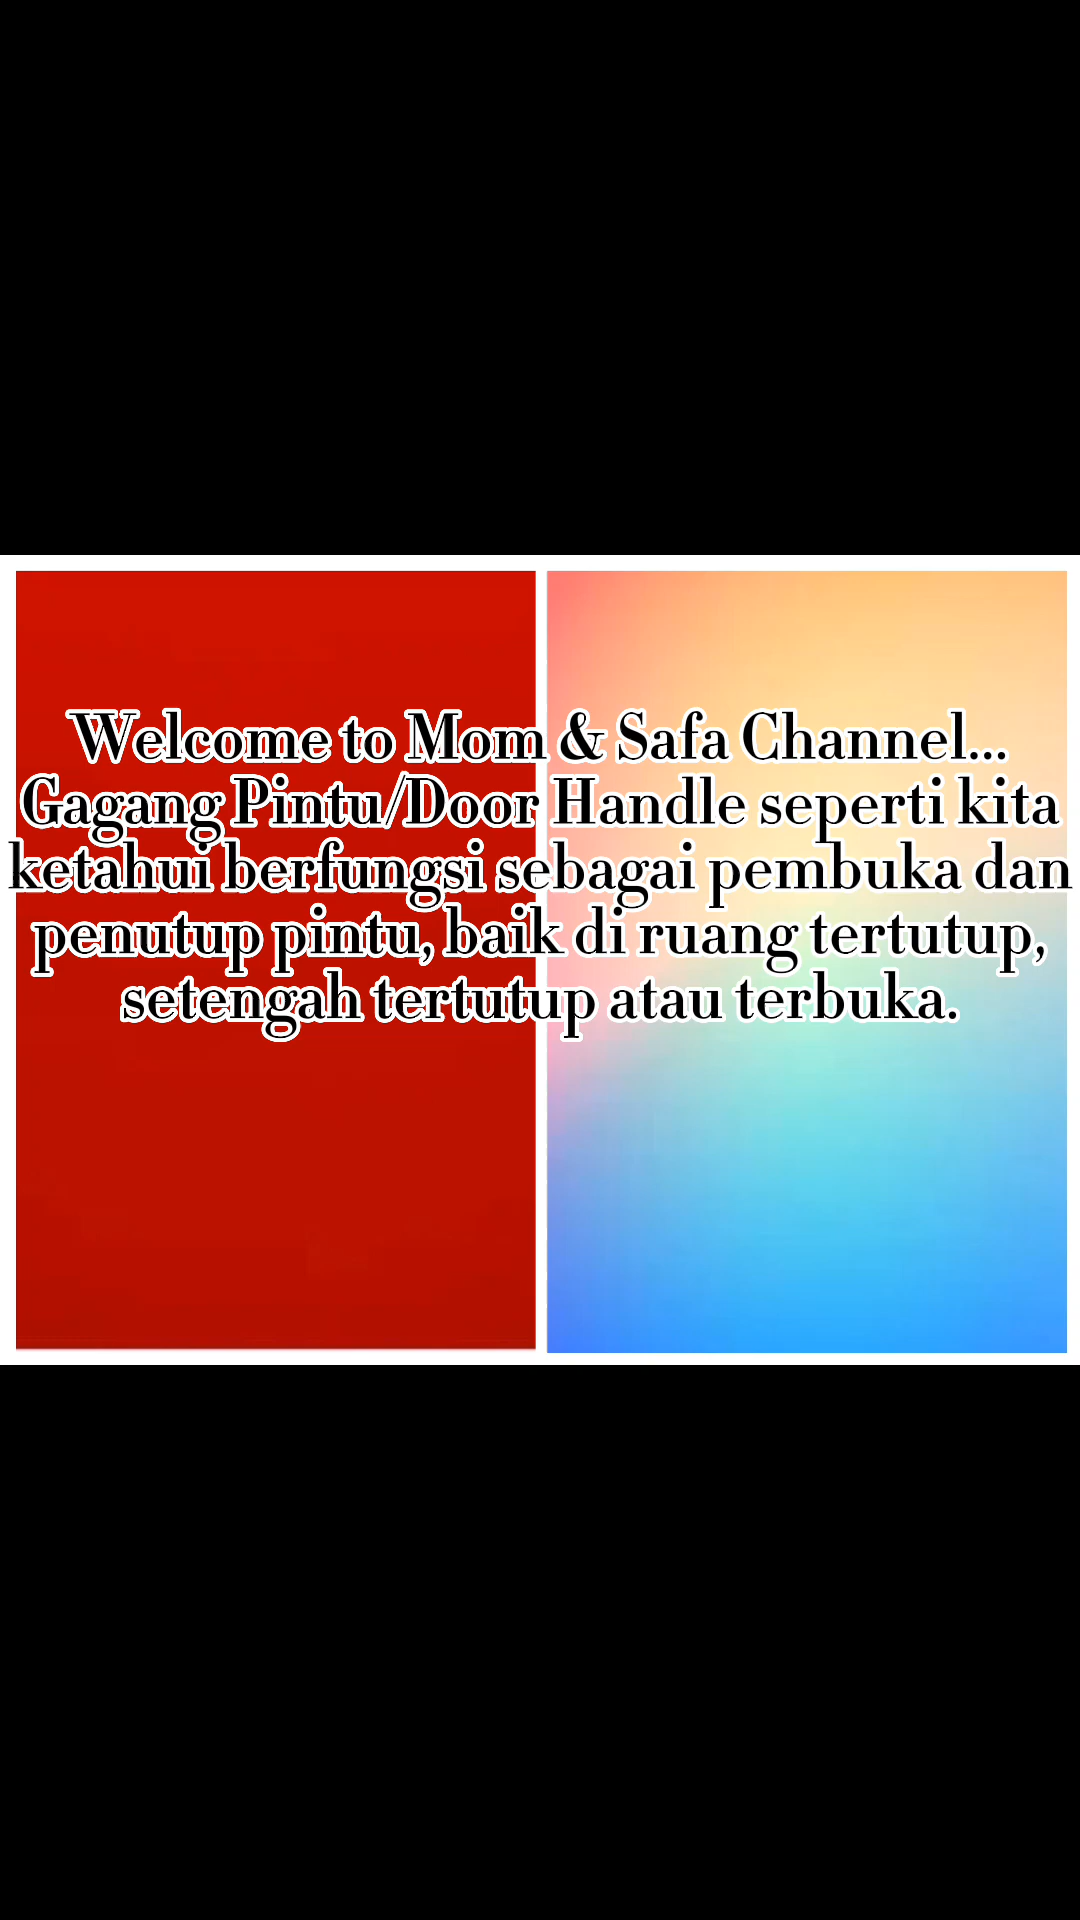 Welcome to Mom & Safa Channel...
Gagang Pintu/Door Handle seperti kita
ketahui berfungsi sebagai pembuka dan
penutup pintu, baik di ruang tertutup,
setengah tertutup atau terbuka.